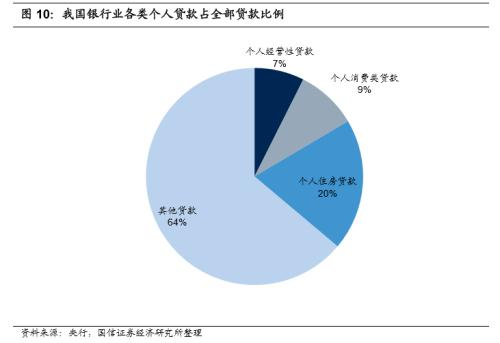 图 10：我国银行业各类个人贷款占全部贷款比例
个人经营性贷款
7%
个人消费类贷款
9%
个人住房贷款
20%
其他贷款
64%
资料来源：央行，国信证券经济研究所整理